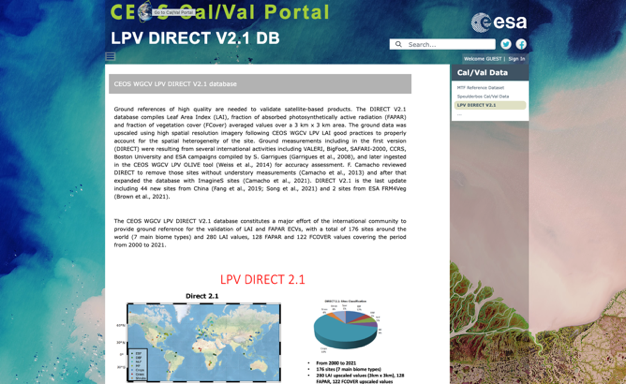 CEOS Cal/Val Portal
Go to Cal/Val Portal
esa
LPV DIRECT V2.1 DB
Search...
Welcome GUEST | Sign In
CEOS WGCV LPV DIRECT V2.1 database
Ground references of high quality are needed to validate satellite-based products. The DIRECT V2.1
database compiles Leaf Area Index (LAI), fraction of absorbed photosynthetically active radiation (FAPAR)
and fraction of vegetation cover (FCover) averaged values over a 3 km x 3 km area. The ground data was
upscaled using high spatial resolution imagery following CEOS WGCV LPV LAI good practices to properly
account for the spatial heterogeneity of the site. Ground measurements including in the first version
(DIRECT) were resulting from several international activities including VALERI, BigFoot, SAFARI-2000, CCRS,
Boston University and ESA campaigns compiled by S. Garrigues (Garrigues et al., 2008), and later ingested
in the CEOS WGCV LPV OLIVE tool (Weiss et al., 2014) for accuracy assessment. F. Camacho reviewed
DIRECT to remove those sites without understory measurements (Camacho et al., 2013) and after that
expanded the database with ImagineS sites (Camacho et al., 2021). DIRECT V2.1 is the last update
including 44 new sites from China (Fang et al., 2019; Song et al., 2021) and 2 sites from ESA FRM4Veg
(Brown et al., 2021).
The CEOS WGCV LPV DIRECT V2.1 database constitutes a major effort of the international community to
provide ground reference for the validation of LAI and FAPAR ECVs, with a total of 176 sites around the
world (7 main biome types) and 280 LAI values, 128 FAPAR and 122 FCOVER values covering the period
from 2000 to 2021.
LPV DIRECT 2.1
Direct 2.1
DIRECT 2.1: Sites Classification
• From 2000 to 2021
• 176 sites (7 main biome types)
• 280 LAI upscaled values (3km x 3km), 128
FAPAR, 122 FCOVER upscaled values
Cal/Val Data
MTF Reference Dataset
Speulderbos Cal/Val Data
LPV DIRECT V2.1
...